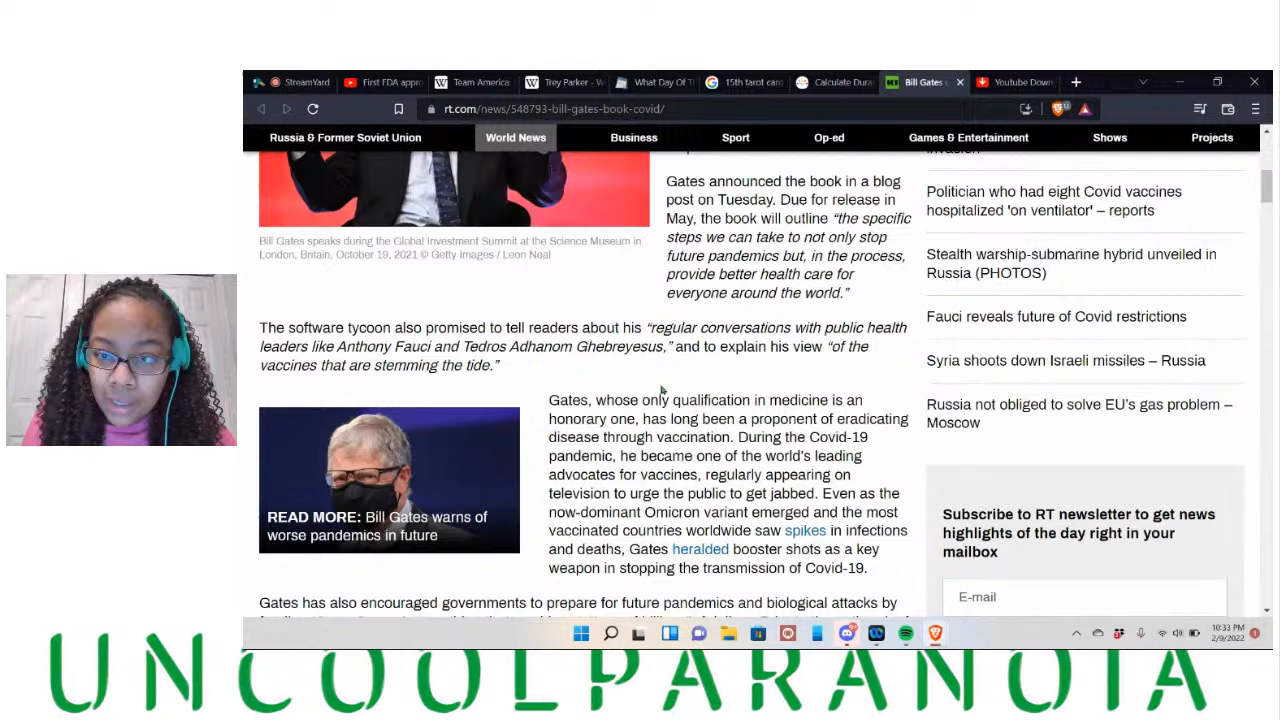 StreamYard
First FDA appro
Team America:
Trey Parker - W
What Day Of T
15th tarot card
Calculate Dura
Bill Gates
Youtube Down
rt.com/news/548793-bill-gates-book-covid/
Russia & Former Soviet Union
World News
Business
Sport
Op-ed
Games & Entertainment
Shows
Projects
Bill Gates speaks during the Global Investment Summit at the Science Museum in
London, Britain, October 19, 2021 © Getty Images / Leon Neal
Gates announced the book in a blog
post on Tuesday. Due for release in
May, the book will outline “the specific
steps we can take to not only stop
future pandemics but, in the process,
provide better health care for
everyone around the world.”
The software tycoon also promised to tell readers about his “regular conversations with public health
leaders like Anthony Fauci and Tedros Adhanom Ghebreyesus,” and to explain his view “of the
vaccines that are stemming the tide.”
READ MORE: Bill Gates warns of
worse pandemics in future
Gates, whose only qualification in medicine is an
honorary one, has long been a proponent of eradicating
disease through vaccination. During the Covid-19
pandemic, he became one of the world’s leading
advocates for vaccines, regularly appearing on
television to urge the public to get jabbed. Even as the
now-dominant Omicron variant emerged and the most
vaccinated countries worldwide saw spikes in infections
and deaths, Gates heralded booster shots as a key
weapon in stopping the transmission of Covid-19.
Gates has also encouraged governments to prepare for future pandemics and biological attacks by
invasion
Politician who had eight Covid vaccines
hospitalized 'on ventilator' – reports
Stealth warship-submarine hybrid unveiled in
Russia (PHOTOS)
Fauci reveals future of Covid restrictions
Syria shoots down Israeli missiles – Russia
Russia not obliged to solve EU’s gas problem –
Moscow
Subscribe to RT newsletter to get news
highlights of the day right in your
mailbox
E-mail
10:33 PM
2/9/2022
UNCOOLPARANOIA